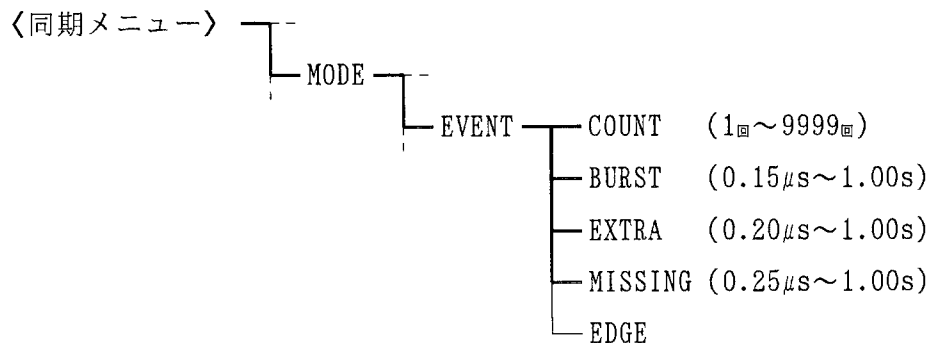 〈同期メニュー〉
MODE
EVENT COUNT (1回〜9999回)
BURST (0.15μs〜1.00s)
EXTRA (0.20μs〜1.00s)
MISSING (0.25μs〜1.00s)
EDGE